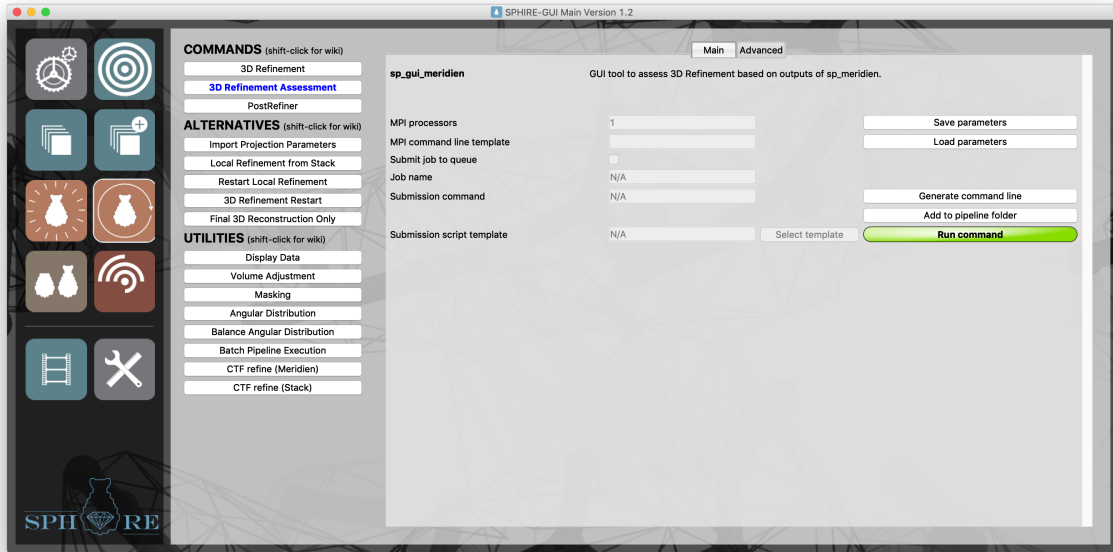 SPHIRE-GUI Main Version 1.2
COMMANDS (shift-click for wiki)
3D Refinement
3D Refinement Assessment
PostRefiner
ALTERNATIVES (shift-click for wiki)
Import Projection Parameters
Local Refinement from Stack
Restart Local Refinement
3D Refinement Restart
Final 3D Reconstruction Only
UTILITIES (shift-click for wiki)
Display Data
Volume Adjustment
Masking
Angular Distribution
Balance Angular Distribution
Batch Pipeline Execution
CTF refine (Meridien)
CTF refine (Stack)
SPHIRE
Main Advanced
sp_gui_meridien GUI tool to assess 3D Refinement based on outputs of sp_meridien.
MPI processors 1 Save parameters
MPI command line template Load parameters
Submit job to queue
Job name N/A
Submission command N/A Generate command line
Add to pipeline folder
Submission script template N/A Select template Run command